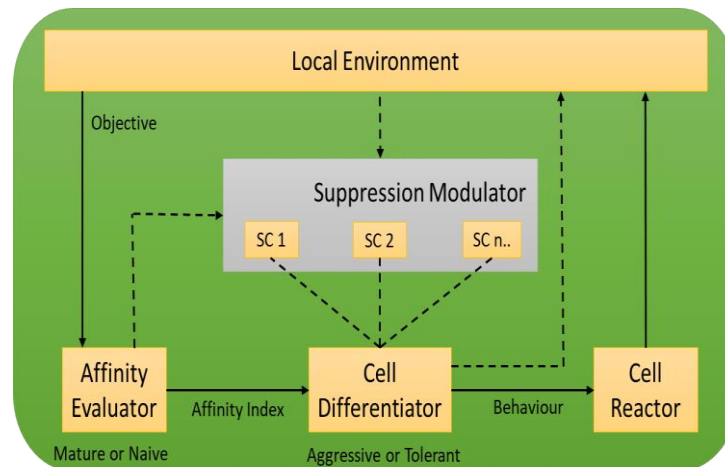 Local Environment
Objective
Suppression Modulator
SC 1
SC 2
SC n..
Affinity
Evaluator
Affinity Index
Cell
Differentiator
Behaviour
Cell
Reactor
Mature or Naive
Aggressive or Tolerant